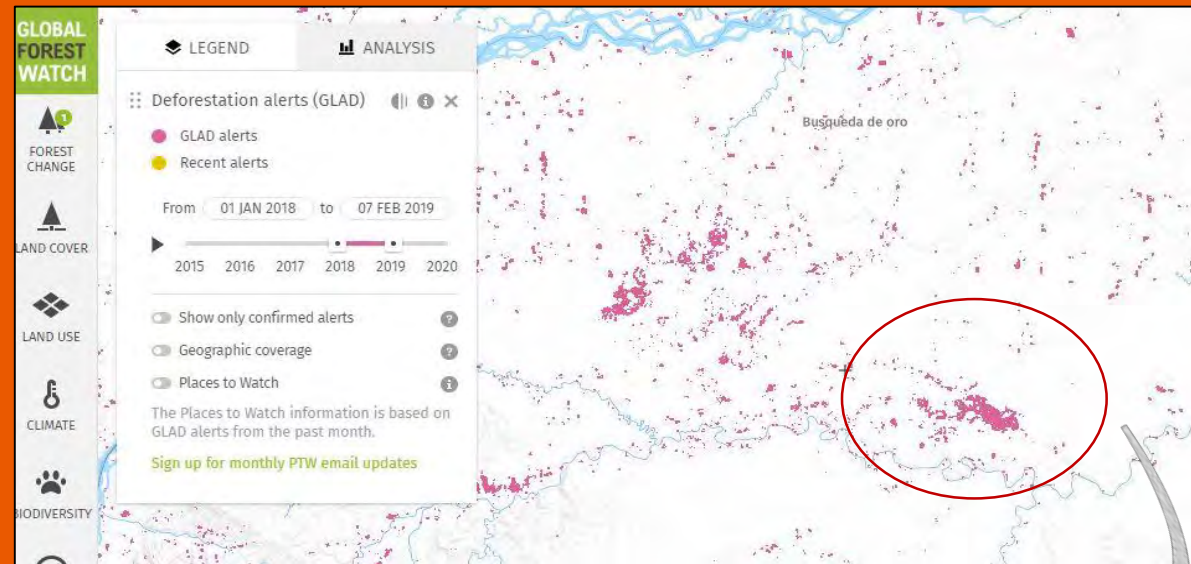 GLOBAL
FOREST
WATCH
LEGEND
ANALYSIS
Deforestation alerts (GLAD)
GLAD alerts
Recent alerts
From 01 JAN 2018 to 07 FEB 2019
2015 2016 2017 2018 2019 2020
Show only confirmed alerts
Geographic coverage
Places to Watch
The Places to Watch information is based on
GLAD alerts from the past month.
Sign up for monthly PTW email updates
1
FOREST
CHANGE
LAND COVER
LAND USE
CLIMATE
BIODIVERSITY
Busqueda de oro